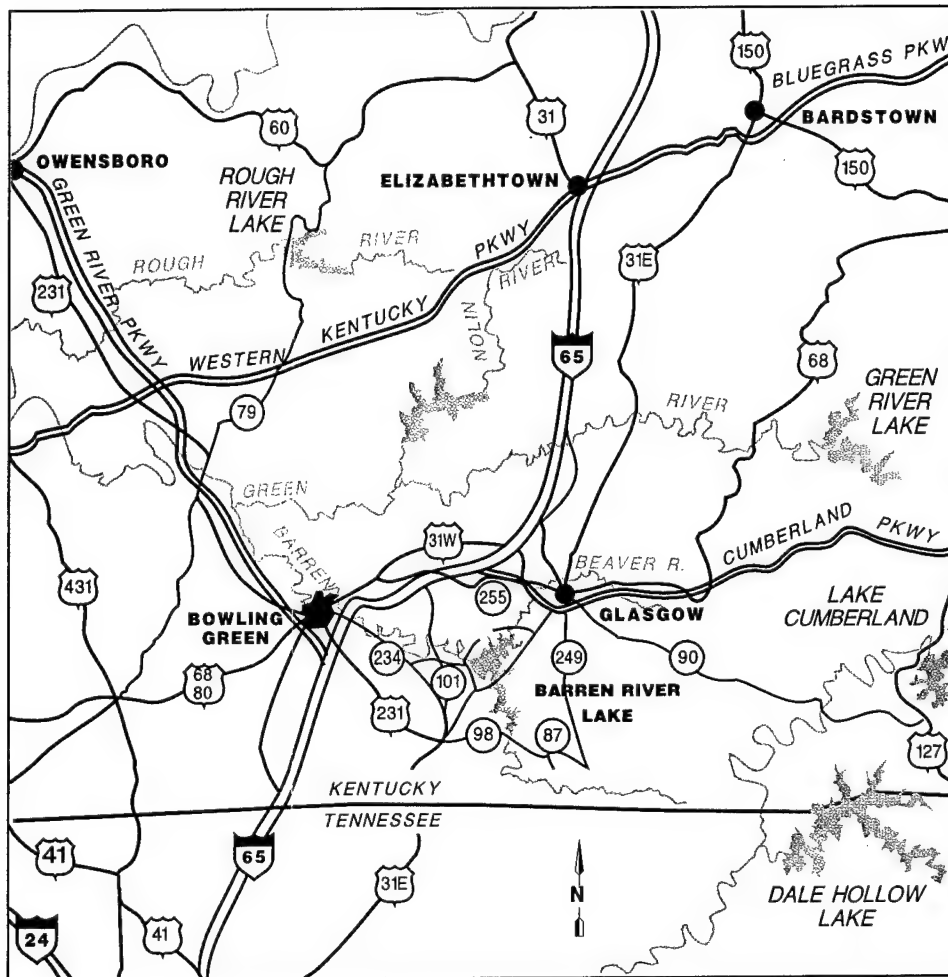 150
BLUEGRASS PKWY
60
31
BARDSTOWN
OWENSBORO
ROUGH
RIVER
LAKE
ELIZABETHTOWN
150
GREEN RIVER PKWY
ROUGH RIVER
PKWY
RIVER
31E
231
NOLIN
KENTUCKY
WESTERN
65
68
79
GREEN
RIVER
LAKE
RIVER
GREEN
CUMBERLAND PKWY
BARREN
31W
BEAVER R.
431
255
LAKE
CUMBERLAND
BOWLING
GREEN
GLASGOW
234
249
90
68
80
101
BARREN RIVER
LAKE
231
98
87
127
KENTUCKY
TENNESSEE
41
65
31E
N
DALE HOLLOW
LAKE
24
41